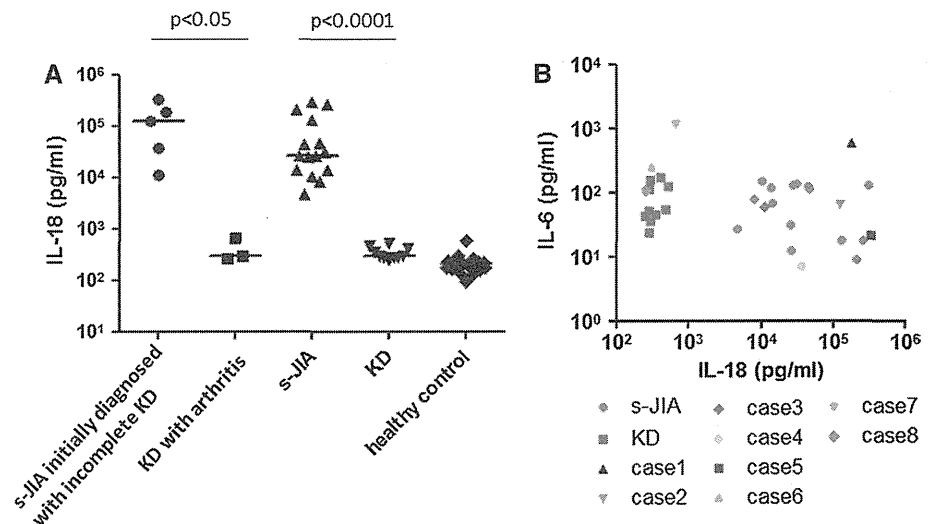 p<0.05
p<0.0001
A
IL-18 (pg/ml)
10⁶
10⁵
10⁴
10³
10²
10¹
s-JIA initially diagnosed
with incomplete KD
KD with arthritis
s-JIA
KD
healthy control
B
IL-6 (pg/ml)
10⁴
10³
10²
10¹
10⁰
10² 10³ 10⁴ 10⁵ 10⁶
IL-18 (pg/ml)
s-JIA
KD
case1
case2
case3
case4
case5
case6
case7
case8